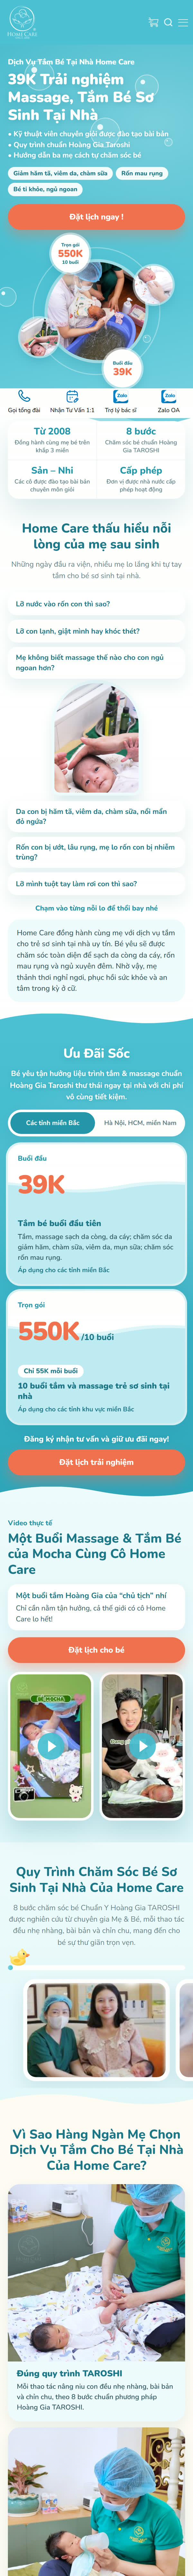 HOME CARE
Dịch Vụ Tắm Bé Tại Nhà Home Care
39K Trải nghiệm
Massage, Tắm Bé Sơ
Sinh Tại Nhà
• Kỹ thuật viên chuyên giỏi được đào tạo bài bản
• Quy trình chuẩn Hoàng Gia Taroshi
• Hướng dẫn ba mẹ cách tự chăm sóc bé
Giảm hăm tã, viêm da, chàm sữa
Rốn mau rụng
Bé ti khỏe, ngủ ngoan
Đặt lịch ngay !
Trọn gói
550K
10 buổi
Buổi đầu
39K
Zalo
Zalo
Gọi tổng đài
Nhận Tư Vấn 1:1
Trợ lý bác sĩ
Zalo OA
Từ 2008
Đồng hành cùng mẹ bé trên
khắp 3 miền
8 bước
Chăm sóc bé chuẩn Hoàng
Gia TAROSHI
Sản – Nhi
Các cô được đào tạo bài bản
chuyên môn giỏi
Cấp phép
Đơn vị được nhà nước cấp
phép hoạt động
Home Care thấu hiểu nỗi
lòng của mẹ sau sinh
Những ngày đầu ra viện, nhiều mẹ lo lắng khi tự tay
tắm cho bé sơ sinh tại nhà.
Lỡ nước vào rốn con thì sao?
Lỡ con lạnh, giật mình hay khóc thét?
Mẹ không biết massage thế nào cho con ngủ
ngoan hơn?
Da con bị hăm tã, viêm da, chàm sữa, nổi mẩn
đỏ ngứa?
Rốn con bị ướt, lâu rụng, mẹ lo rốn con bị nhiễm
trùng?
Lỡ mình tuột tay làm rơi con thì sao?
Chạm vào từng nỗi lo để thổi bay nhé
Home Care đồng hành cùng mẹ với dịch vụ tắm
cho trẻ sơ sinh tại nhà uy tín. Bé yêu sẽ được
chăm sóc toàn diện để sạch da công da cáy, rốn
mau rụng và ngủ xuyên đêm. Nhờ vậy, mẹ
thảnh thơi nghỉ ngơi, phục hồi sức khỏe và an
tâm trong kỳ ở cữ.
Ưu Đãi Sốc
Bé yêu tận hưởng liệu trình tắm & massage chuẩn
Hoàng Gia Taroshi thư thái ngay tại nhà với chi phí
vô cùng tiết kiệm.
Các tỉnh miền Bắc
Hà Nội, HCM, miền Nam
Buổi đầu
39K
Tắm bé buổi đầu tiên
Tắm, massage sạch da công, da cáy; chăm sóc da
giảm hăm, chàm sữa, viêm da, mụn sữa; chăm sóc
rốn mau rụng.
Áp dụng cho các tỉnh miền Bắc
Trọn gói
550K/10 buổi
Chỉ 55K mỗi buổi
10 buổi tắm và massage trẻ sơ sinh tại
nhà
Áp dụng cho các tỉnh khu vực miền Bắc
Đăng ký nhận tư vấn và giữ ưu đãi ngay!
Đặt lịch trải nghiệm
Video thực tế
Một Buổi Massage & Tắm Bé
của Mocha Cùng Cô Home
Care
Một buổi tắm Hoàng Gia của “chủ tịch” nhí
Chỉ cần nằm tận hưởng, cả thế giới có cô Home
Care lo hết!
Đặt lịch cho bé
BÉ MOCHA
Quy Trình Chăm Sóc Bé Sơ
Sinh Tại Nhà Của Home Care
8 bước chăm sóc bé Chuẩn Y Hoàng Gia TAROSHI
được nghiên cứu từ chuyên gia Mẹ & Bé, mỗi thao tác
đều nhẹ nhàng, bài bản và chỉn chu, mang đến cho
bé sự thư giãn trọn vẹn.
Vì Sao Hàng Ngàn Mẹ Chọn
Dịch Vụ Tắm Cho Bé Tại Nhà
Của Home Care?
Đúng quy trình TAROSHI
Mỗi thao tác nâng niu con đều nhẹ nhàng, bài bản
và chỉn chu, theo 8 bước chuẩn phương pháp
Hoàng Gia TAROSHI.